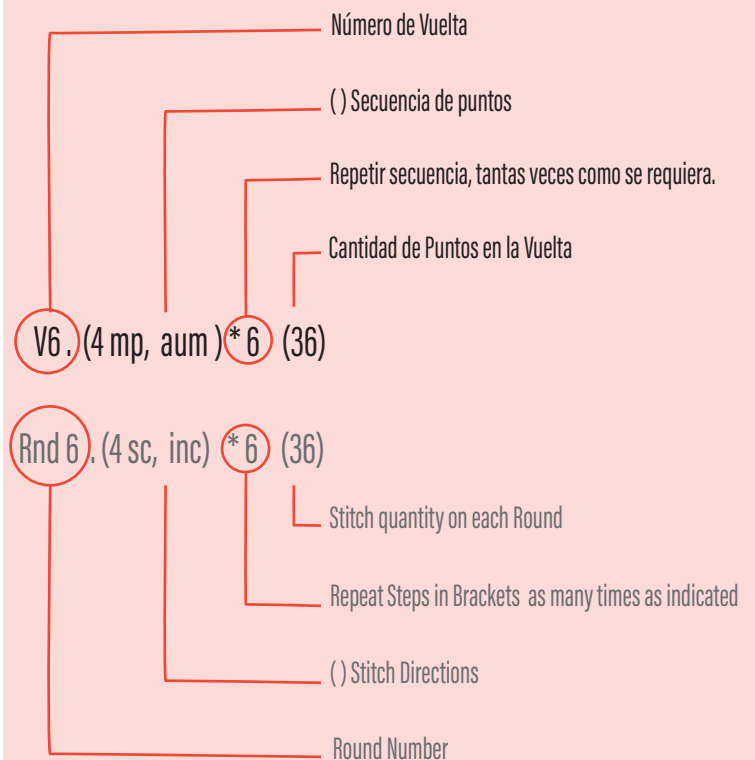 Número de Vuelta
( ) Secuencia de puntos
Repetir secuencia, tantas veces como se requiera.
Cantidad de Puntos en la Vuelta
V6 . (4 mp, aum ) * 6 (36)
Rnd 6 . (4 sc, inc) * 6 (36)
Stitch quantity on each Round
Repeat Steps in Brackets as many times as indicated
( ) Stitch Directions
Round Number